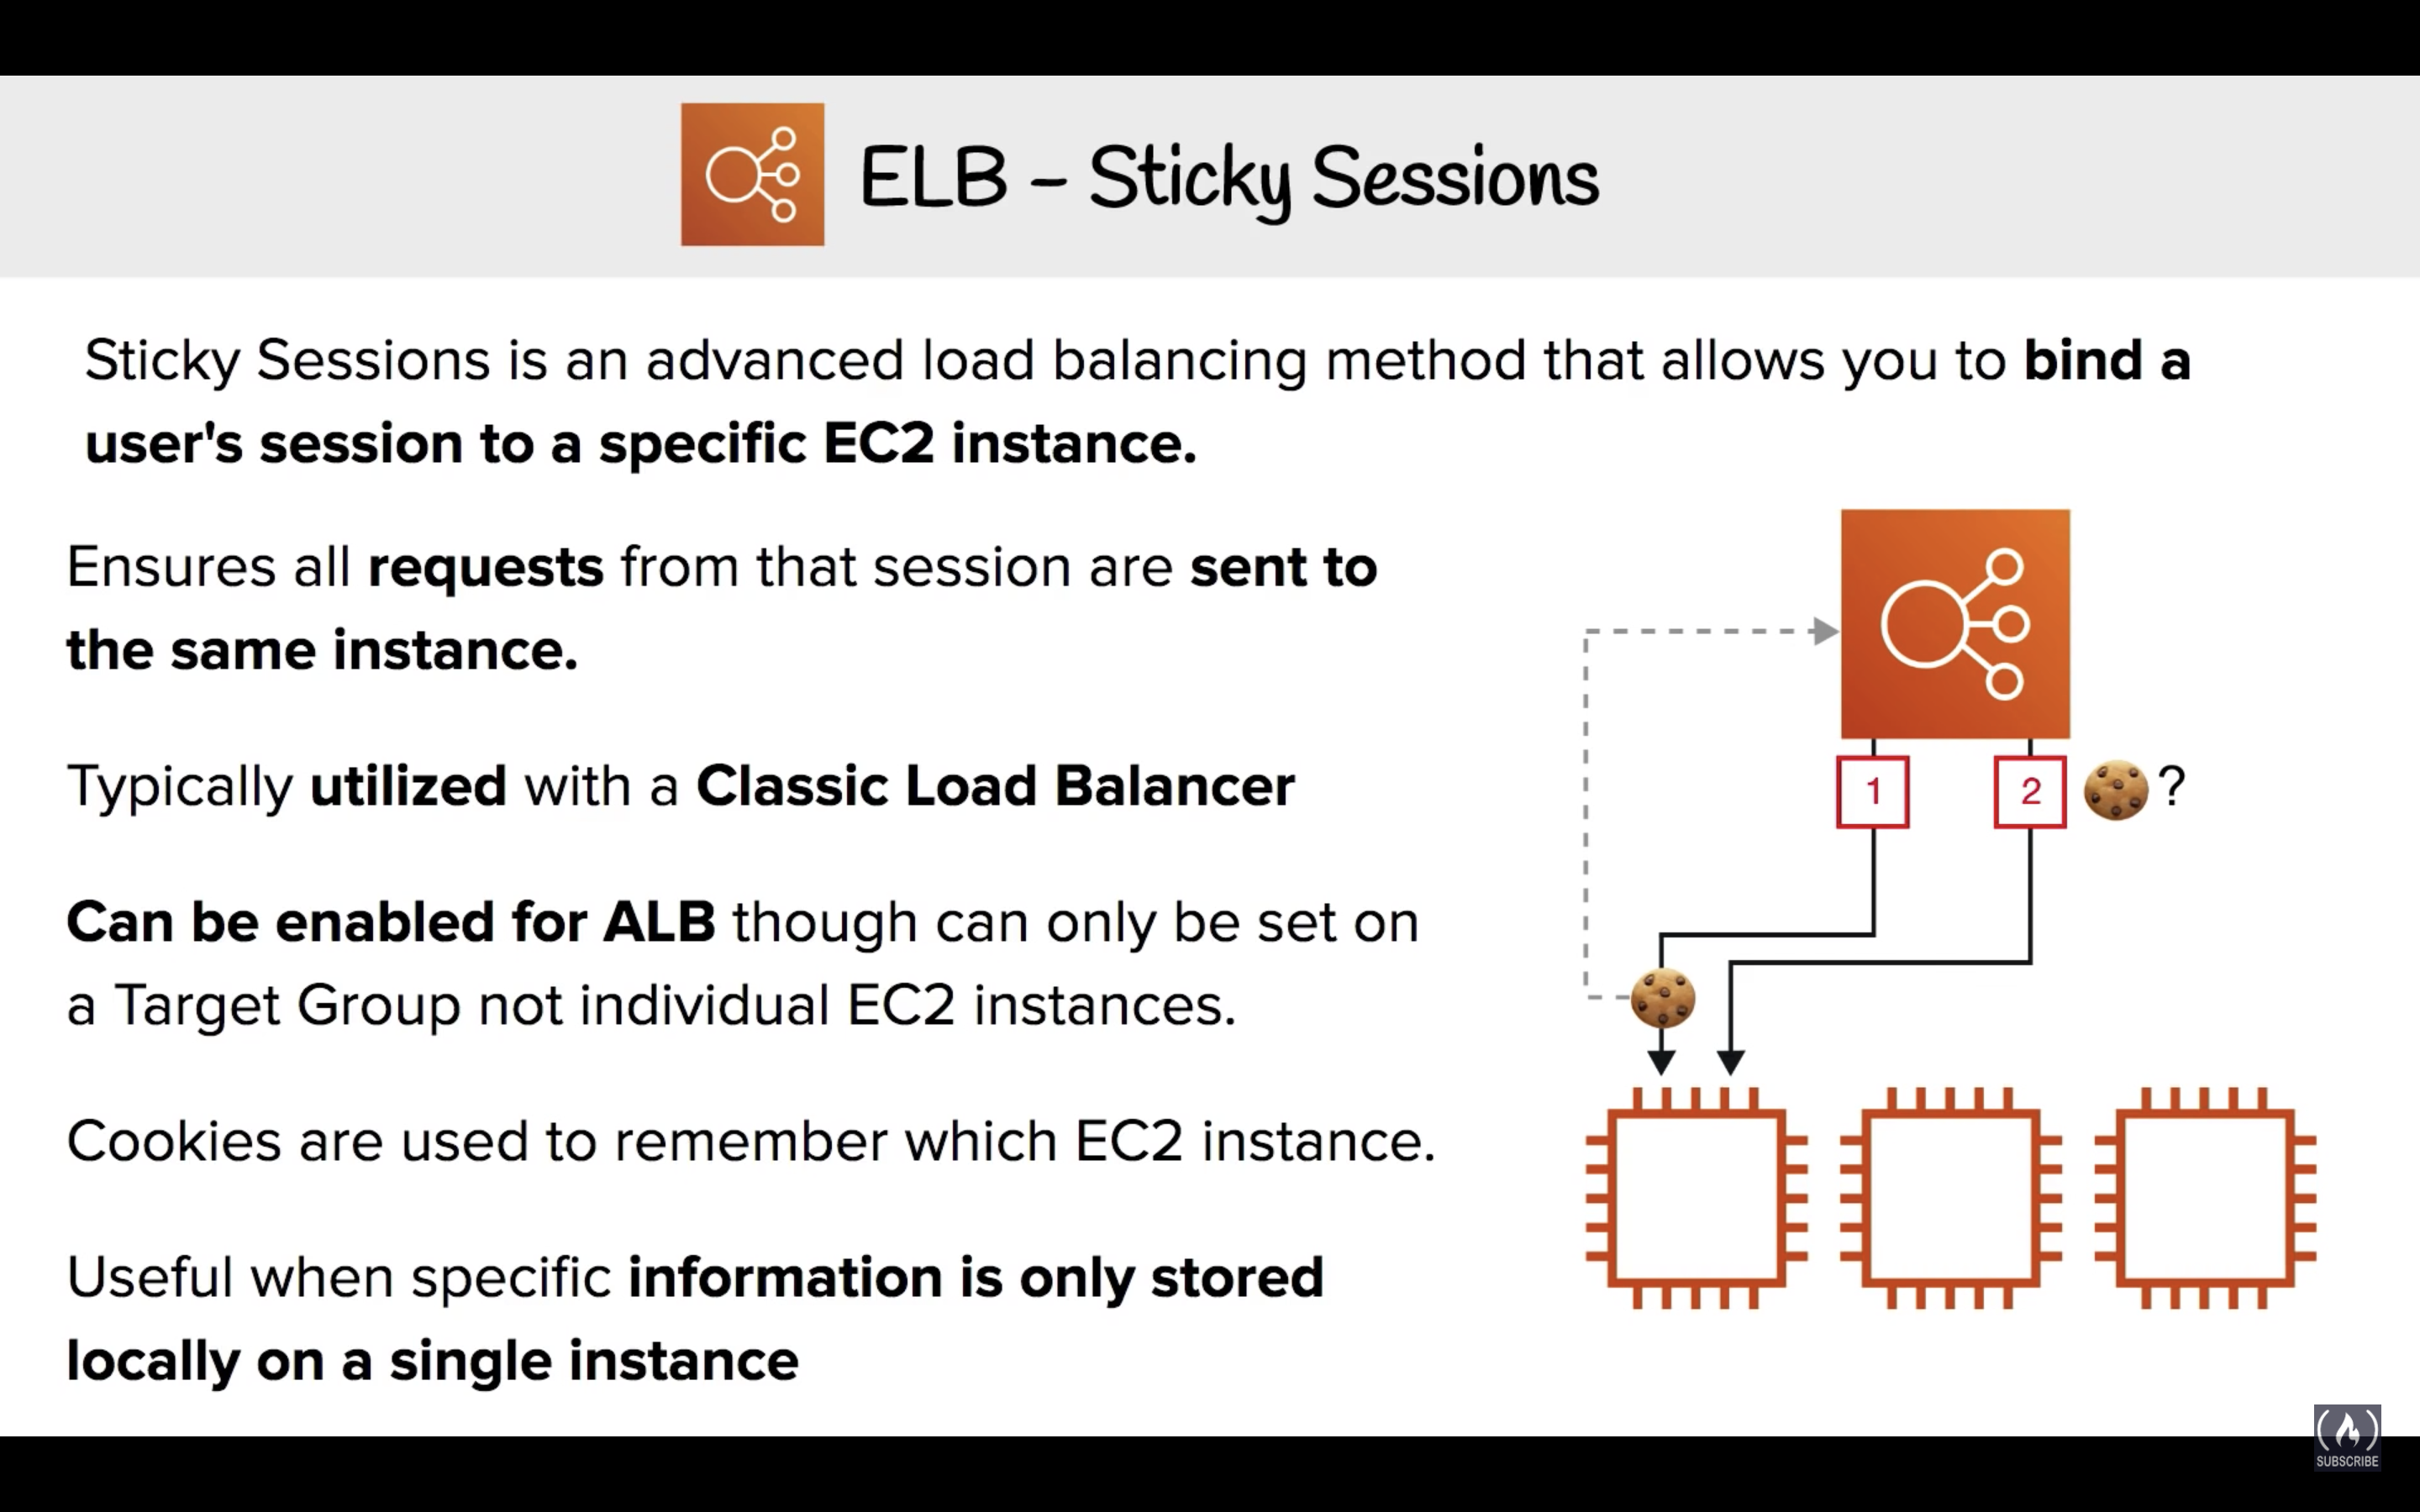 ELB – Sticky Sessions
Sticky Sessions is an advanced load balancing method that allows you to bind a
user's session to a specific EC2 instance.
Ensures all requests from that session are sent to
the same instance.
Typically utilized with a Classic Load Balancer
Can be enabled for ALB though can only be set on
a Target Group not individual EC2 instances.
Cookies are used to remember which EC2 instance.
Useful when specific information is only stored
locally on a single instance
1
2
?
SUBSCRIBE